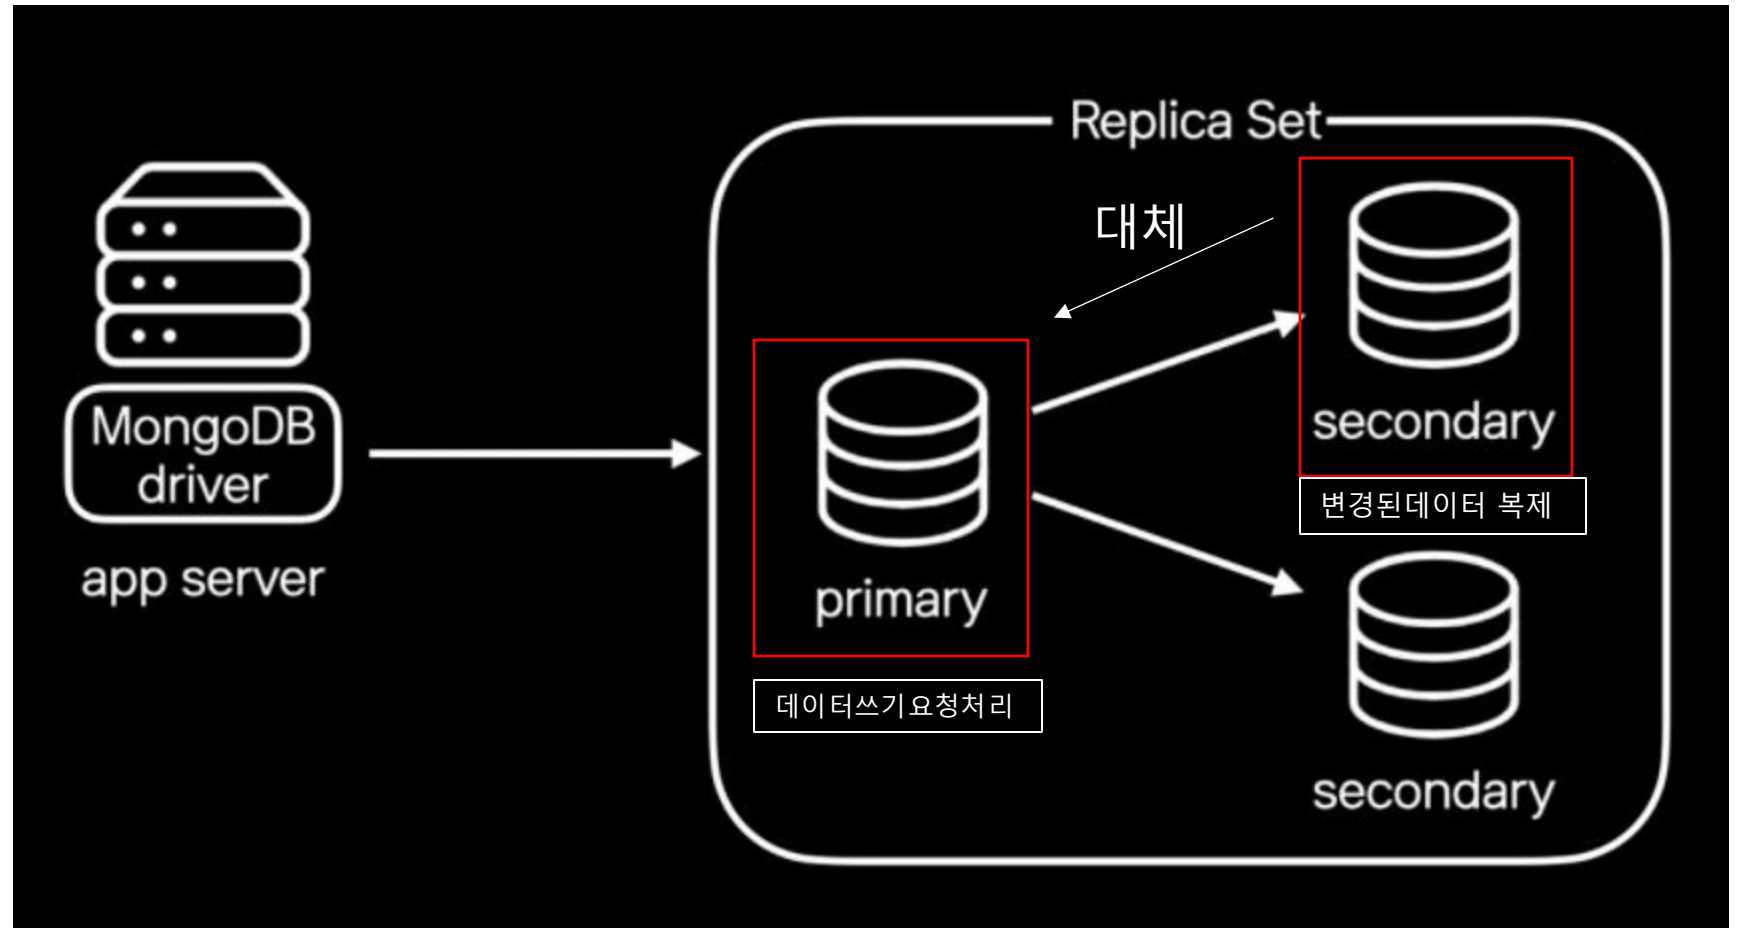 Replica Set
대체
MongoDB
driver
app server
primary
데이터쓰기요청처리
secondary
변경된데이터 복제
secondary